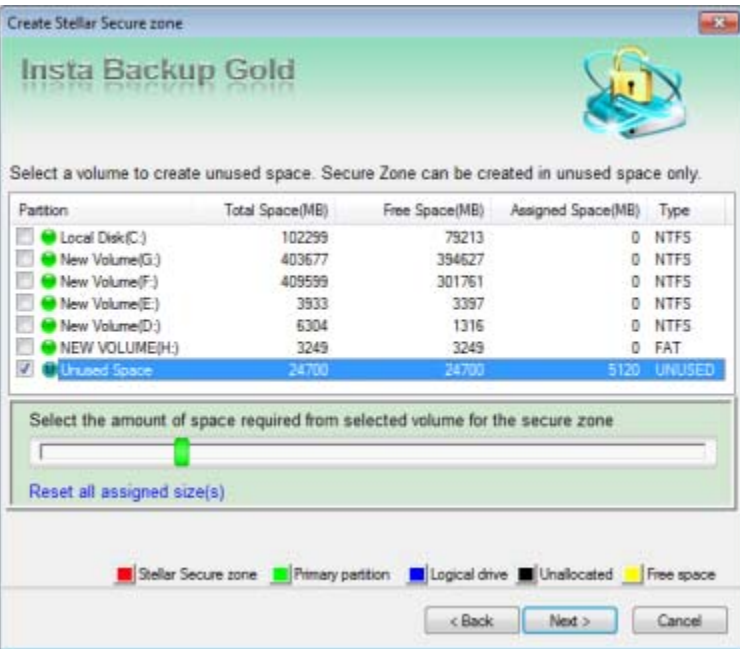 Create Stellar Secure zone
Insta Backup Gold
Select a volume to create unused space. Secure Zone can be created in unused space only.
Partition Total Space(MB) Free Space(MB) Assigned Space(MB) Type
Local Disk(C:) 102299 79213 0 NTFS
New Volume(G:) 403677 394627 0 NTFS
New Volume(F:) 409599 301761 0 NTFS
New Volume(E:) 3933 3397 0 NTFS
New Volume(D:) 6304 1316 0 NTFS
NEW VOLUME(H:) 3249 3249 0 FAT
Unused Space 24700 24700 5120 UNUSED
Select the amount of space required from selected volume for the secure zone
Reset all assigned size(s)
Stellar Secure zone Primary partition Logical drive Unallocated Free space
< Back Next > Cancel